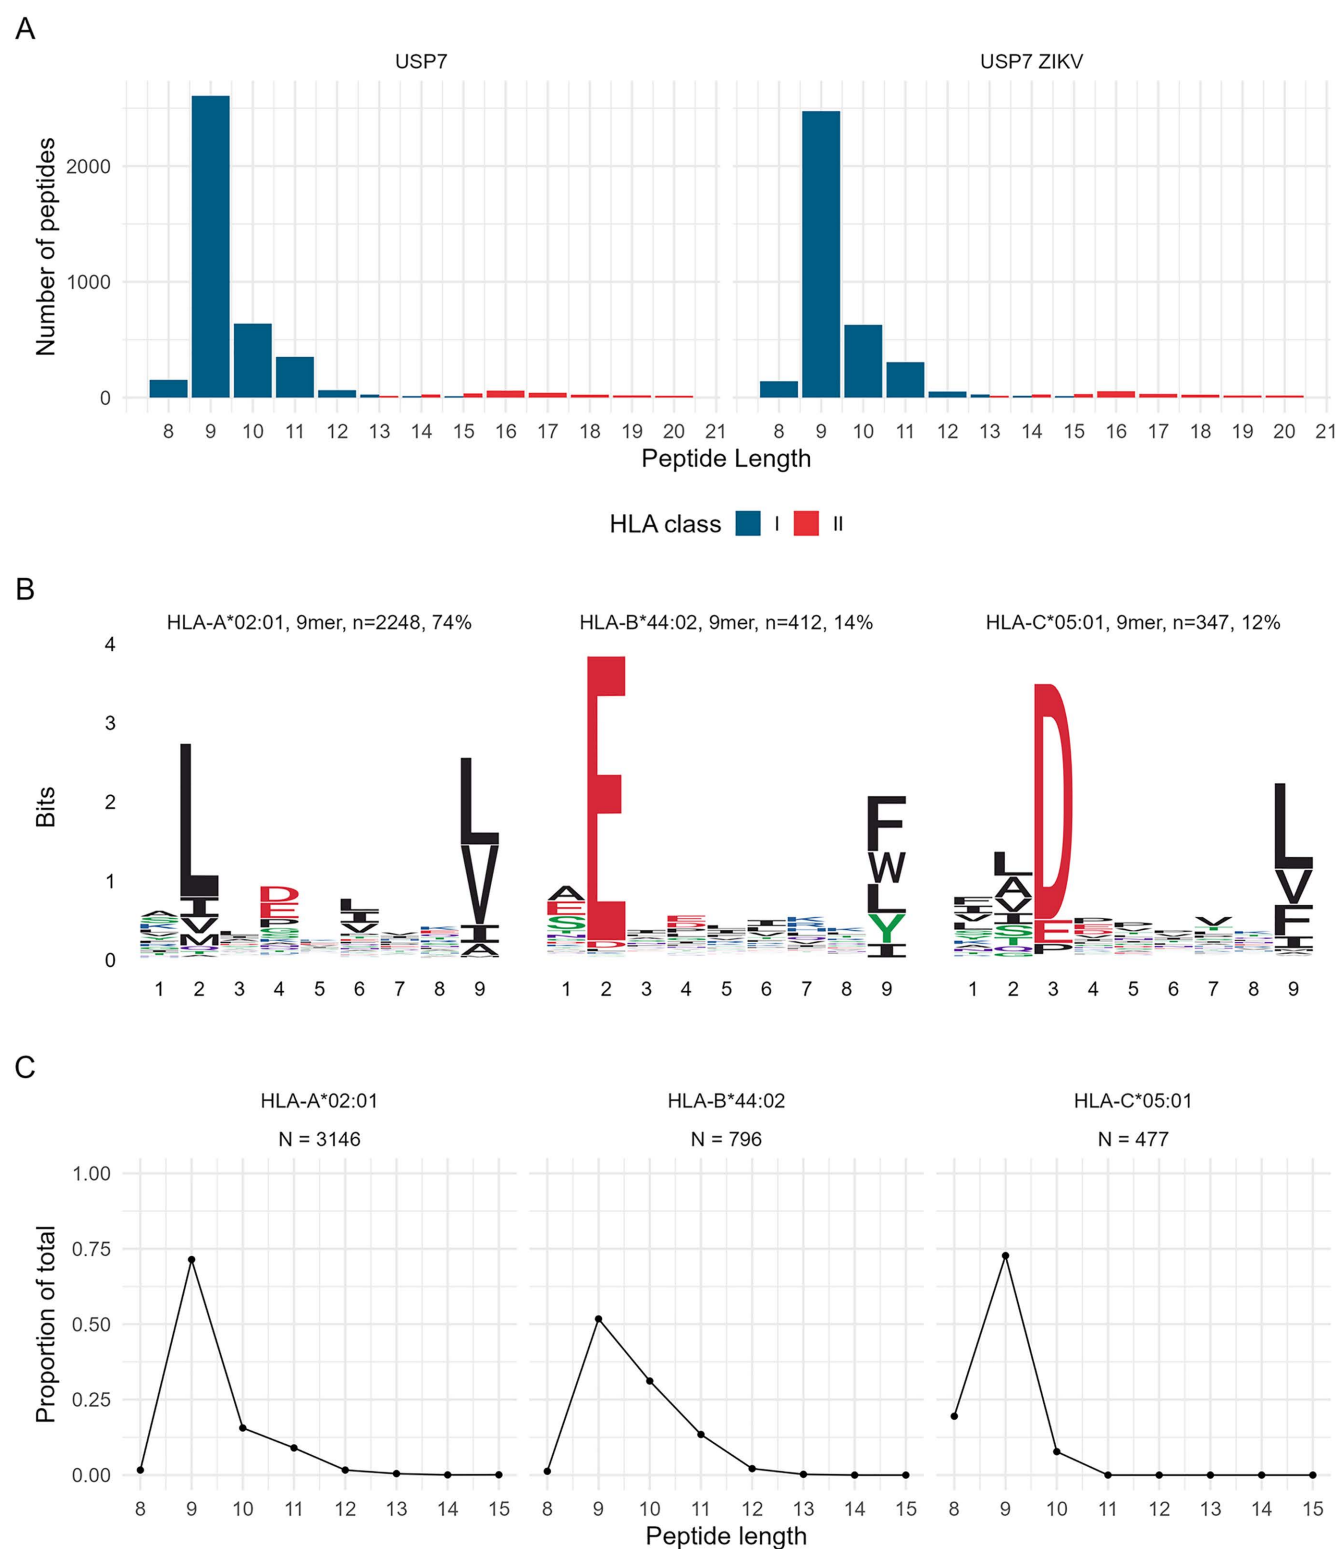 A
USP7
USP7 ZIKV
Number of peptides
2000
1000
0
8 9 10 11 12 13 14 15 16 17 18 19 20 21
8 9 10 11 12 13 14 15 16 17 18 19 20 21
Peptide Length
HLA class I II
B
HLA-A*02:01, 9mer, n=2248, 74%
HLA-B*44:02, 9mer, n=412, 14%
HLA-C*05:01, 9mer, n=347, 12%
Bits
4
3
2
1
0
L
I
V
M
D
E
L
I
V
L
V
I
A
A
E
S
E
D
F
W
L
Y
I
L
A
V
I
S
T
D
E
P
L
V
F
I
1 2 3 4 5 6 7 8 9
1 2 3 4 5 6 7 8 9
1 2 3 4 5 6 7 8 9
C
HLA-A*02:01
HLA-B*44:02
HLA-C*05:01
N = 3146
N = 796
N = 477
Proportion of total
1.00
0.75
0.50
0.25
0.00
8 9 10 11 12 13 14 15
8 9 10 11 12 13 14 15
8 9 10 11 12 13 14 15
Peptide length